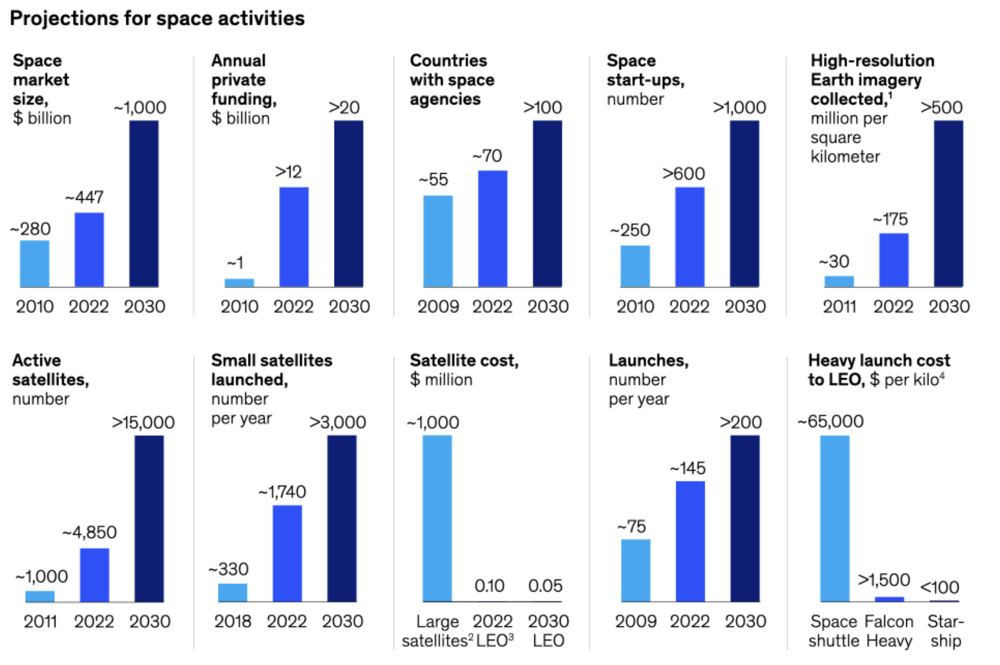 Projections for space activities
Space
market
size,
$ billion
~280
~447
~1,000
2010 2022 2030
Annual
private
funding,
$ billion
~1
>12
>20
2010 2022 2030
Countries
with space
agencies
~55
~70
>100
2009 2022 2030
Space
start-ups,
number
~250
>600
>1,000
2010 2022 2030
High-resolution
Earth imagery
collected,¹
million per
square
kilometer
~30
~175
>500
2011 2022 2030
Active
satellites,
number
~1,000
~4,850
>15,000
2011 2022 2030
Small satellites
launched,
number
per year
~330
~1,740
>3,000
2018 2022 2030
Satellite cost,
$ million
~1,000
0.10
0.05
Large 2022 2030
satellites² LEO³ LEO
Launches,
number
per year
~75
~145
>200
2009 2022 2030
Heavy launch cost
to LEO, $ per kilo⁴
~65,000
>1,500
<100
Space Falcon Star-
shuttle Heavy ship